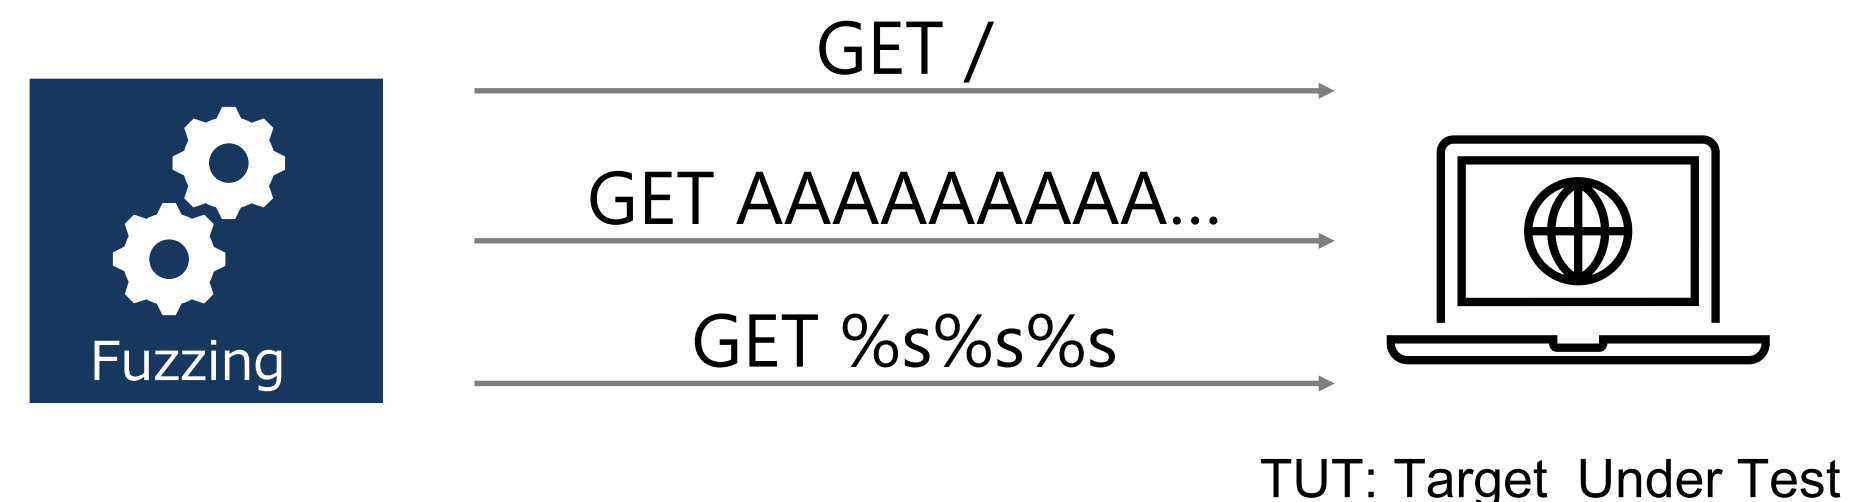 GET /
GET AAAAAAAAA...
GET %s%s%s
Fuzzing
TUT: Target Under Test